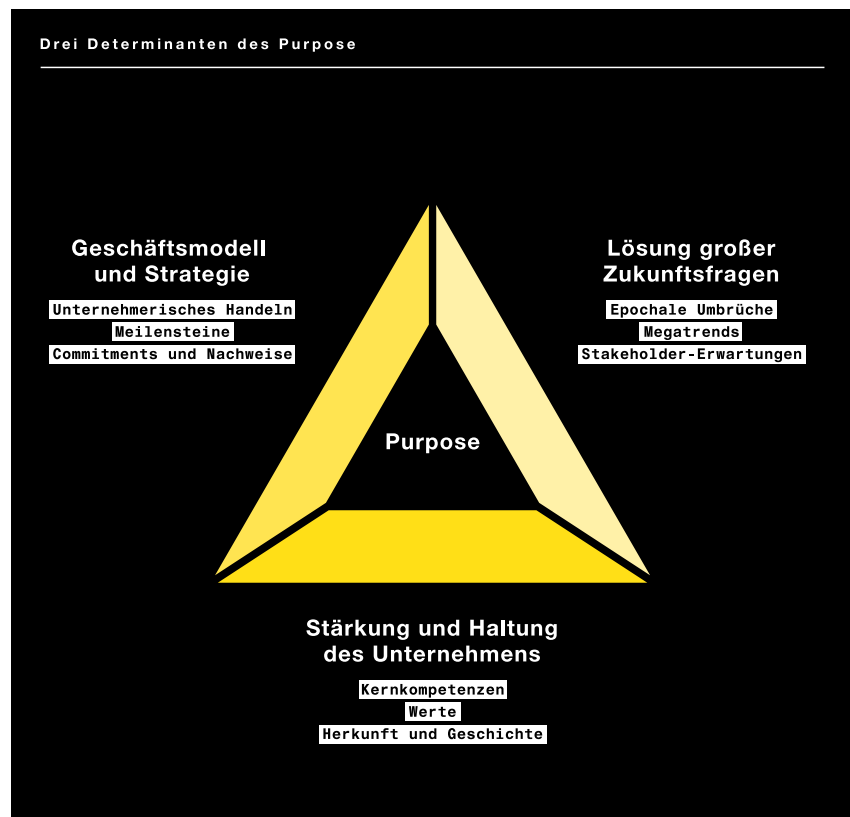 Drei Determinanten des Purpose
Geschäftsmodell
und Strategie
Unternehmerisches Handeln
Meilensteine
Commitments und Nachweise
Lösung großer
Zukunftsfragen
Epochale Umbrüche
Megatrends
Stakeholder-Erwartungen
Purpose
Stärkung und Haltung
des Unternehmens
Kernkompetenzen
Werte
Herkunft und Geschichte